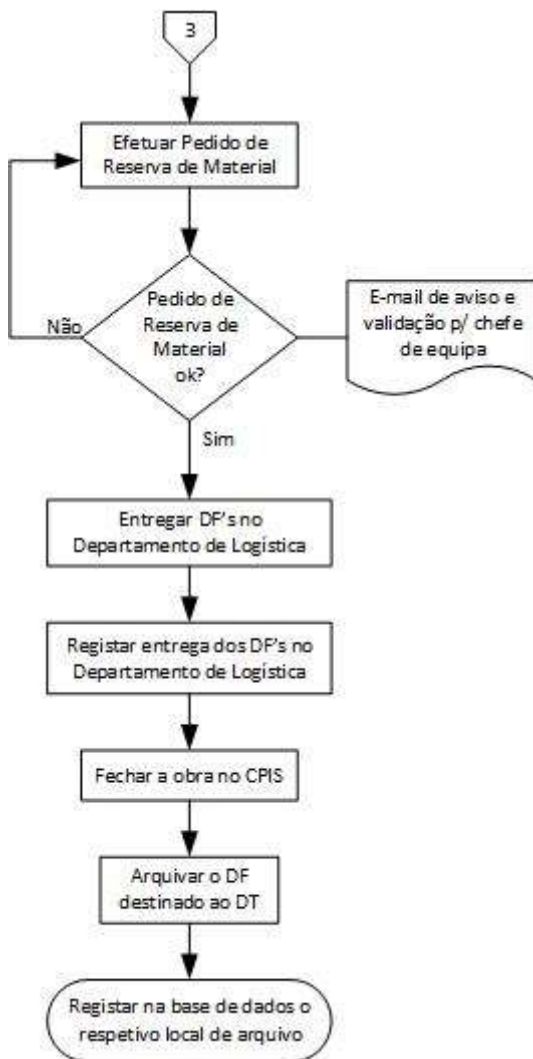 3
Efetuar Pedido de
Reserva de Material
Pedido de
Reserva de
Material
ok?
Não
E-mail de aviso e
validação p/ chefe
de equipa
Sim
Entregar DF's no
Departamento de Logística
Registar entrega dos DF's no
Departamento de Logística
Fechar a obra no CPIS
Arquivar o DF
destinado ao DT
Registar na base de dados o
respetivo local de arquivo